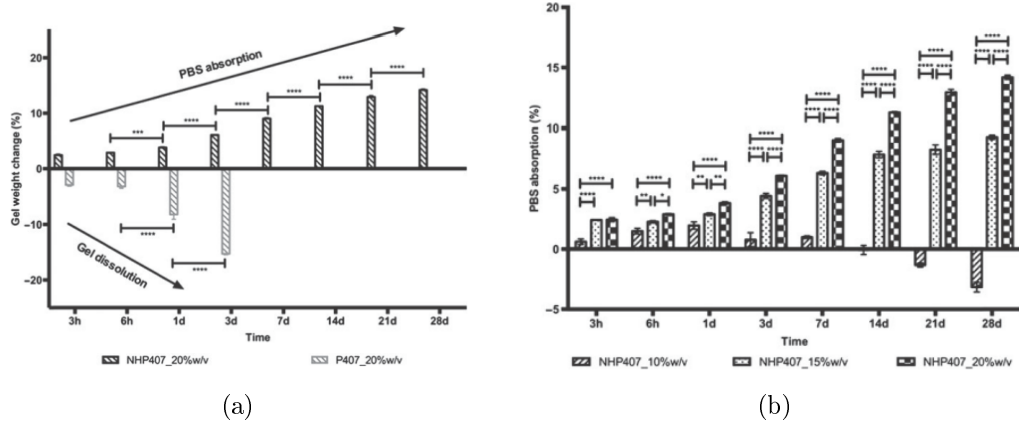 20
10
0
−10
−20
Gel weight change (%)
PBS absorption
Gel dissolution
*** **** **** **** **** ****
**** ****
3h 6h 1d 3d 7d 14d 21d 28d
Time
NHP407_20%w/v P407_20%w/v
(a)
20
15
10
5
0
−5
PBS absorption (%)
**** ****
**** ** *
**** ** **
**** **** ****
**** **** ****
**** **** ****
**** **** ****
**** **** ****
3h 6h 1d 3d 7d 14d 21d 28d
Time
NHP407_10%w/v NHP407_15%w/v NHP407_20%w/v
(b)